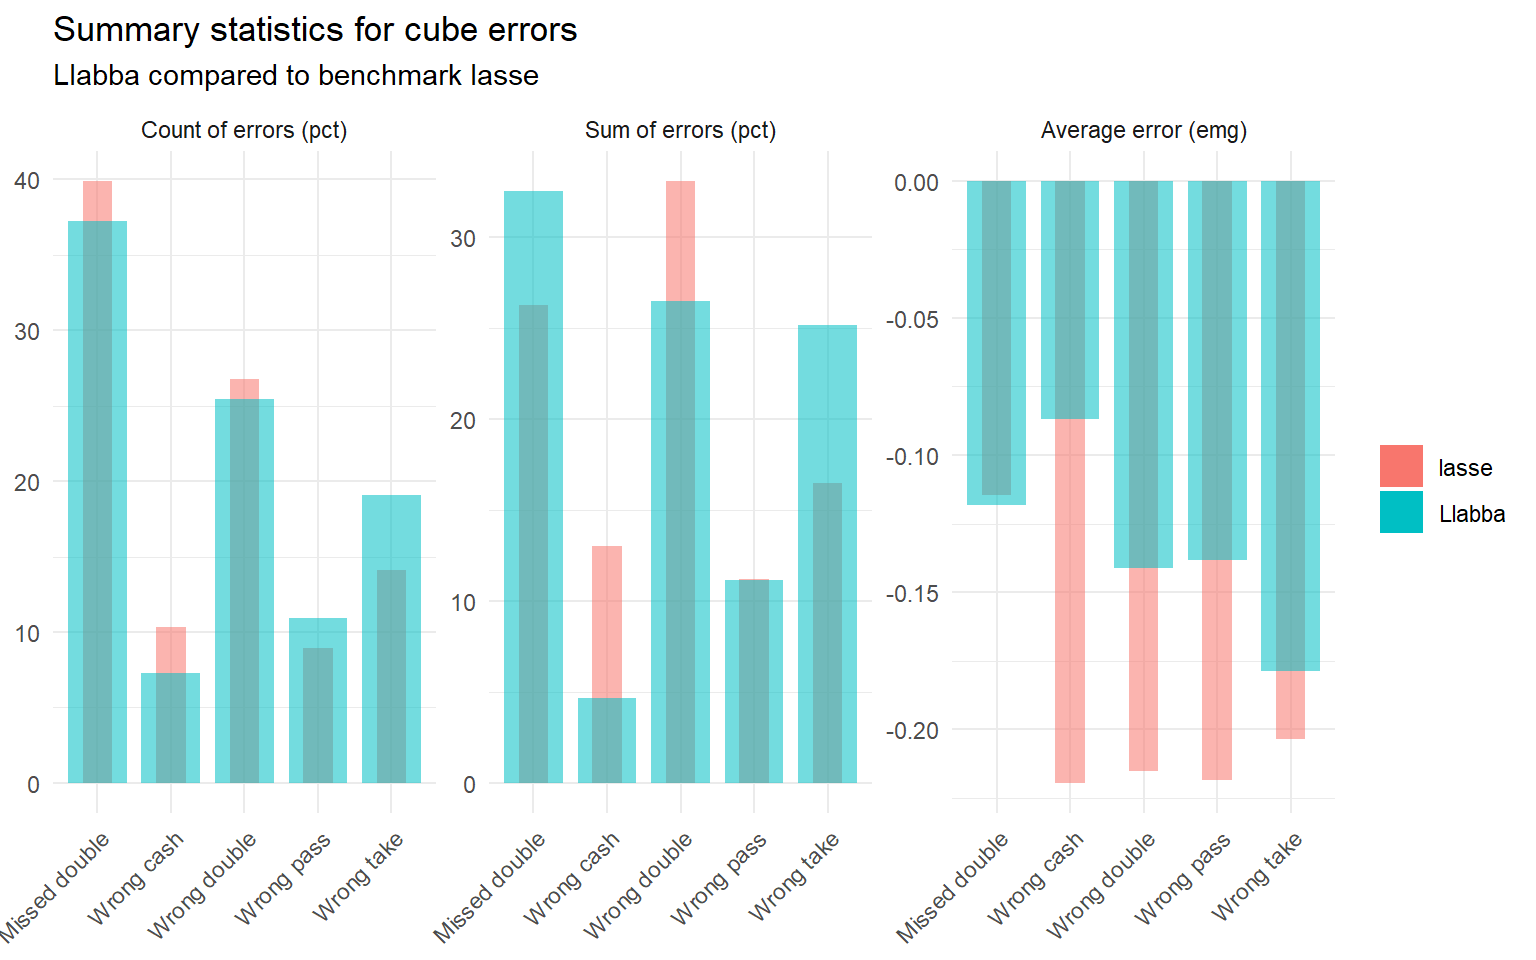 Summary statistics for cube errors
Llabba compared to benchmark lasse
Count of errors (pct)
Sum of errors (pct)
Average error (emg)
40
30
20
10
0
30
20
10
0
0.00
-0.05
-0.10
-0.15
-0.20
Missed double
Wrong cash
Wrong double
Wrong pass
Wrong take
Missed double
Wrong cash
Wrong double
Wrong pass
Wrong take
Missed double
Wrong cash
Wrong double
Wrong pass
Wrong take
lasse
Llabba